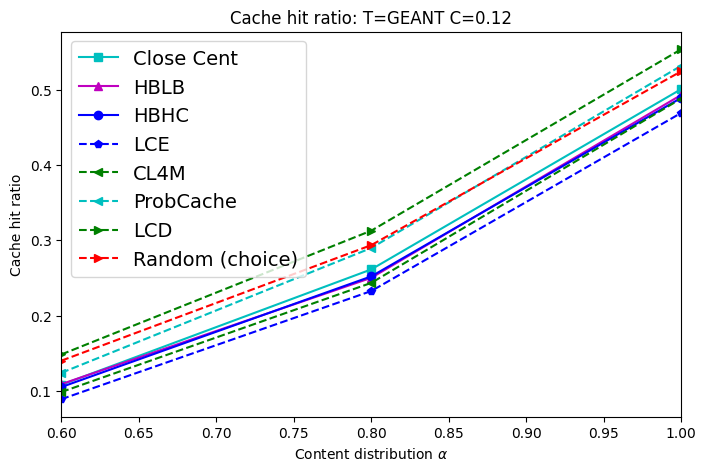 Cache hit ratio: T=GEANT C=0.12
Close Cent
HBLB
HBHC
LCE
CL4M
ProbCache
LCD
Random (choice)
Cache hit ratio
0.5
0.4
0.3
0.2
0.1
0.60
0.65
0.70
0.75
0.80
0.85
0.90
0.95
1.00
Content distribution α